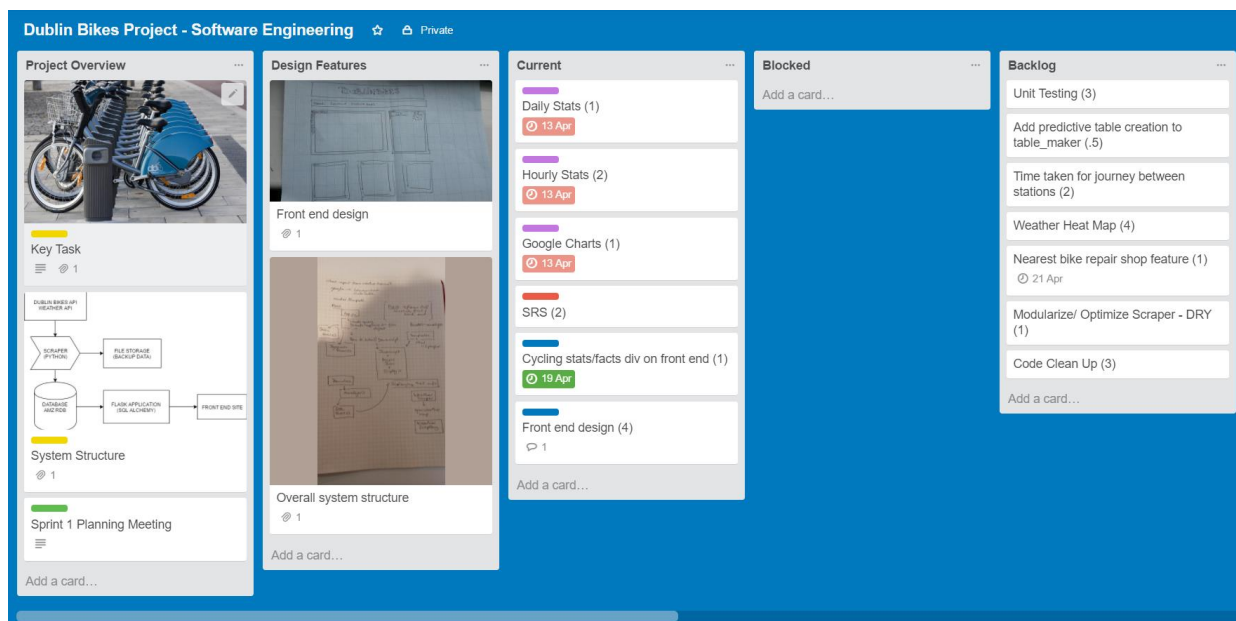 Dublin Bikes Project - Software Engineering Private
Project Overview
Key Task
1
DUBLIN BIKES API
WEATHER API
SCRAPER
(PYTHON)
FILE STORAGE
(BACKUP DATA)
DATABASE
FLASK APPLICATION
(SQL ALCHEMY)
FRONT END SITE
System Structure
1
Sprint 1 Planning Meeting
Add a card…
Design Features
Front end design
1
Overall system structure
1
Add a card…
Current
Daily Stats (1)
13 Apr
Hourly Stats (2)
13 Apr
Google Charts (1)
13 Apr
SRS (2)
Cycling stats/facts div on front end (1)
19 Apr
Front end design (4)
1
Add a card…
Blocked
Add a card…
Backlog
Unit Testing (3)
Add predictive table creation to
table_maker (.5)
Time taken for journey between
stations (2)
Weather Heat Map (4)
Nearest bike repair shop feature (1)
21 Apr
Modularize/ Optimize Scraper - DRY
(1)
Code Clean Up (3)
Add a card…